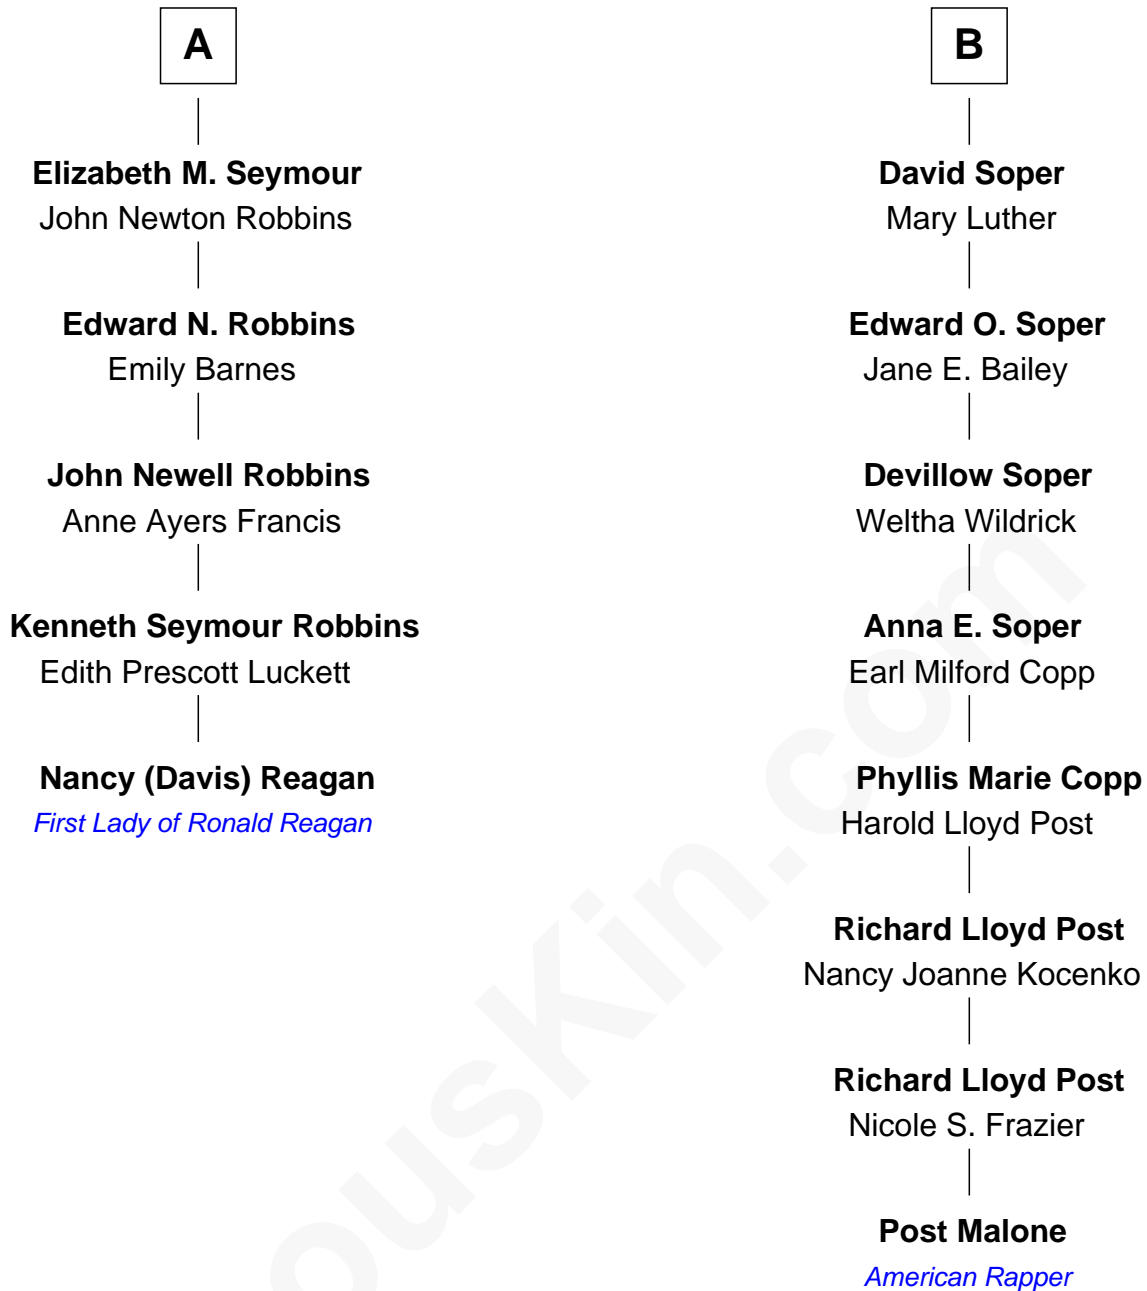 A
Elizabeth M. Seymour
John Newton Robbins
Edward N. Robbins
Emily Barnes
John Newell Robbins
Anne Ayers Francis
Kenneth Seymour Robbins
Edith Prescott Luckett
Nancy (Davis) Reagan
First Lady of Ronald Reagan
B
David Soper
Mary Luther
Edward O. Soper
Jane E. Bailey
Devillow Soper
Weltha Wildrick
Anna E. Soper
Earl Milford Copp
Phyllis Marie Copp
Harold Lloyd Post
Richard Lloyd Post
Nancy Joanne Kocenko
Richard Lloyd Post
Nicole S. Frazier
Post Malone
American Rapper
ousKin.com